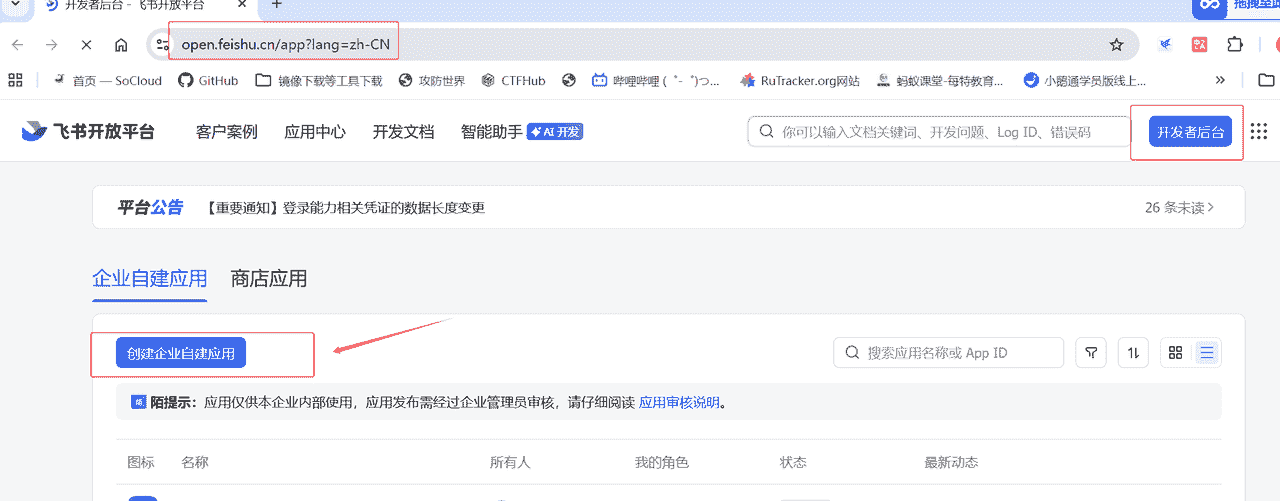 开发者后台 - 飞书开放平台
open.feishu.cn/app?lang=zh-CN
首页 — SoCloud GitHub 镜像下载等工具下载 攻防世界 CTFHub 哔哩哔哩 ( ゜- ゜)つ... RuTracker.org网站 蚂蚁课堂-每特教育... 小鹅通学员版线上...
飞书开放平台 客户案例 应用中心 开发文档 智能助手 AI 开发 你可以输入文档关键词、开发问题、Log ID、错误码 开发者后台
平台公告 【重要通知】登录能力相关凭证的数据长度变更 26 条未读
企业自建应用 商店应用
创建企业自建应用 搜索应用名称或 App ID
陌提示：应用仅供本企业内部使用，应用发布需经过企业管理员审核，请仔细阅读 应用审核说明。
图标 名称 所有人 我的角色 状态 最新动态